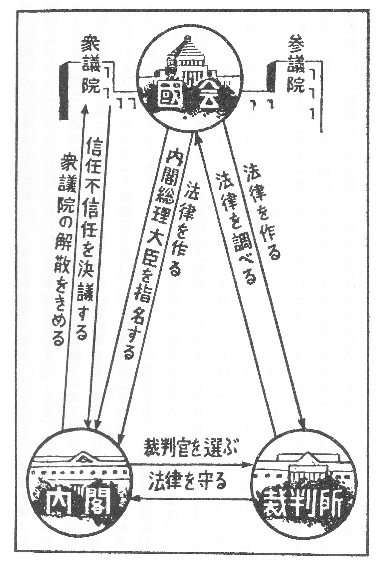 衆議院
國会
参議院
衆議院の解散をきめる
信任不信任を決議する
内閣総理大臣を指名する
法律を作る
法律を調べる
法律を作る
内閣
裁判官を選ぶ
法律を守る
裁判所